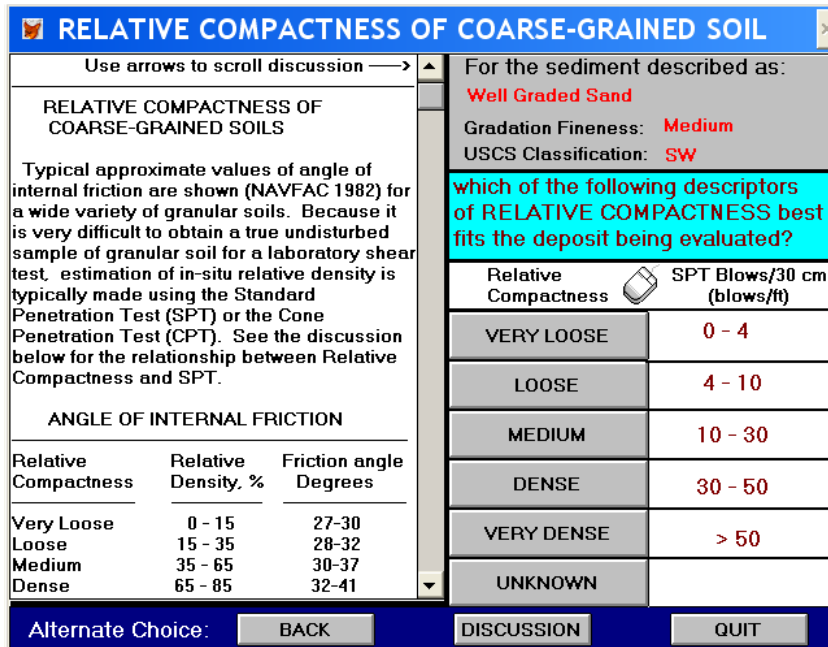 RELATIVE COMPACTNESS OF COARSE-GRAINED SOIL
Use arrows to scroll discussion ——>
RELATIVE COMPACTNESS OF
COARSE-GRAINED SOILS
Typical approximate values of angle of
internal friction are shown (NAVFAC 1982) for
a wide variety of granular soils. Because it
is very difficult to obtain a true undisturbed
sample of granular soil for a laboratory shear
test, estimation of in-situ relative density is
typically made using the Standard
Penetration Test (SPT) or the Cone
Penetration Test (CPT). See the discussion
below for the relationship between Relative
Compactness and SPT.
ANGLE OF INTERNAL FRICTION
Relative Relative Friction angle
Compactness Density, % Degrees
Very Loose 0 - 15 27-30
Loose 15 - 35 28-32
Medium 35 - 65 30-37
Dense 65 - 85 32-41
For the sediment described as:
Well Graded Sand
Gradation Fineness: Medium
USCS Classification: SW
which of the following descriptors
of RELATIVE COMPACTNESS best
fits the deposit being evaluated?
Relative SPT Blows/30 cm
Compactness (blows/ft)
VERY LOOSE 0 - 4
LOOSE 4 - 10
MEDIUM 10 - 30
DENSE 30 - 50
VERY DENSE > 50
UNKNOWN
Alternate Choice: BACK DISCUSSION QUIT